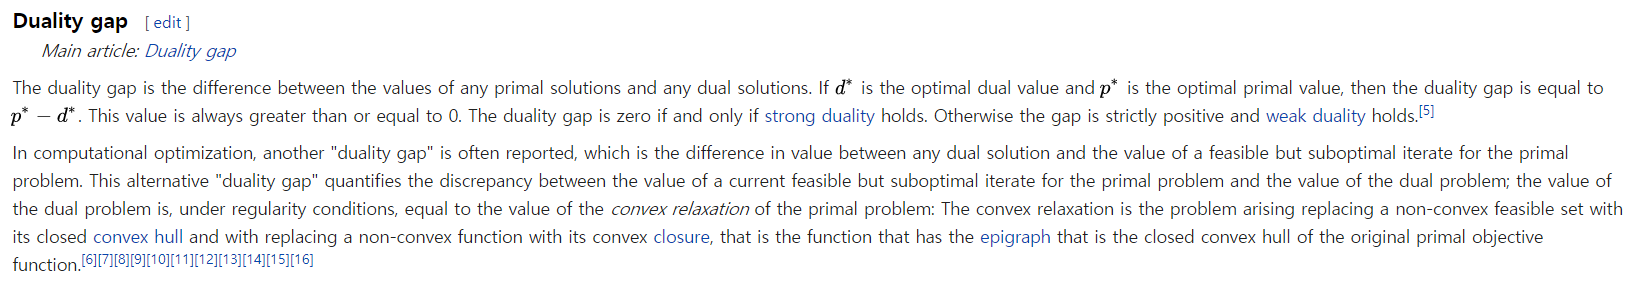 Duality gap [ edit ]
Main article: Duality gap
The duality gap is the difference between the values of any primal solutions and any dual solutions. If d* is the optimal dual value and p* is the optimal primal value, then the duality gap is equal to
p* − d*. This value is always greater than or equal to 0. The duality gap is zero if and only if strong duality holds. Otherwise the gap is strictly positive and weak duality holds.[5]
In computational optimization, another "duality gap" is often reported, which is the difference in value between any dual solution and the value of a feasible but suboptimal iterate for the primal
problem. This alternative "duality gap" quantifies the discrepancy between the value of a current feasible but suboptimal iterate for the primal problem and the value of the dual problem; the value of
the dual problem is, under regularity conditions, equal to the value of the convex relaxation of the primal problem: The convex relaxation is the problem arising replacing a non-convex feasible set with
its closed convex hull and with replacing a non-convex function with its convex closure, that is the function that has the epigraph that is the closed convex hull of the original primal objective
function.[6][7][8][9][10][11][12][13][14][15][16]